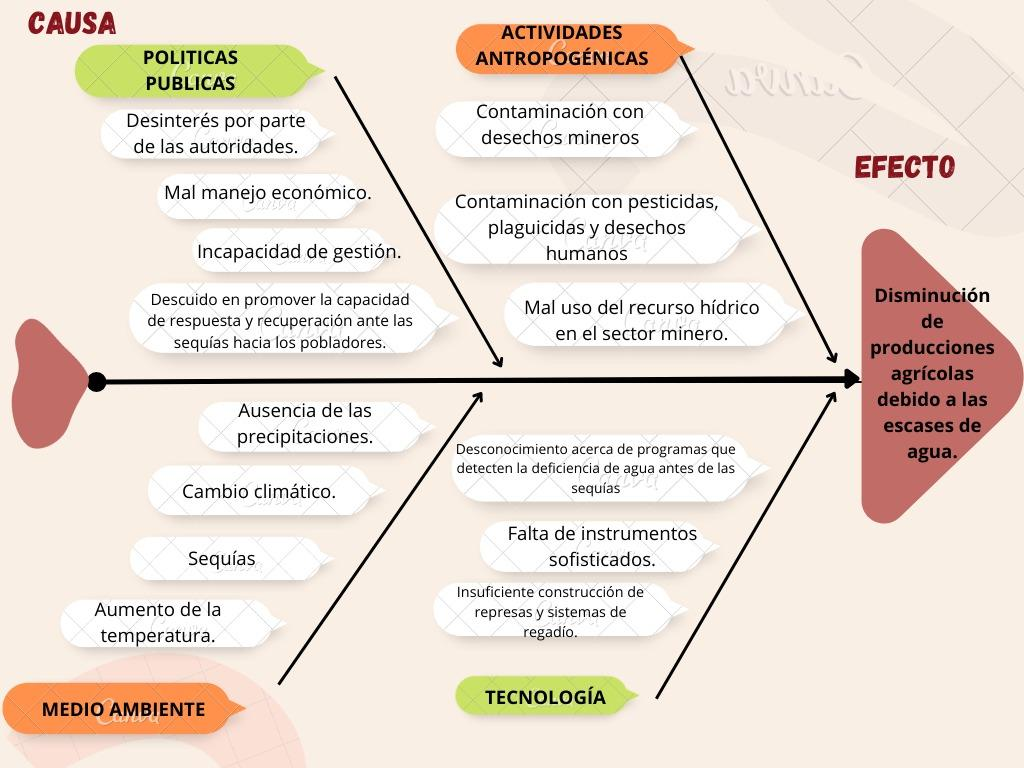 CAUSA
POLITICAS
PUBLICAS
Desinterés por parte
de las autoridades.
Mal manejo económico.
Incapacidad de gestión.
Descuido en promover la capacidad
de respuesta y recuperación ante las
sequías hacia los pobladores.
ACTIVIDADES
ANTROPOGÉNICAS
Contaminación con
desechos mineros
Contaminación con pesticidas,
plaguicidas y desechos
humanos
Mal uso del recurso hídrico
en el sector minero.
EFECTO
Disminución
de
producciones
agrícolas
debido a las
escases de
agua.
Ausencia de las
precipitaciones.
Cambio climático.
Sequías
Aumento de la
temperatura.
MEDIO AMBIENTE
Desconocimiento acerca de programas que
detecten la deficiencia de agua antes de las
sequías
Falta de instrumentos
sofisticados.
Insuficiente construcción de
represas y sistemas de
regadío.
TECNOLOGÍA
Canva